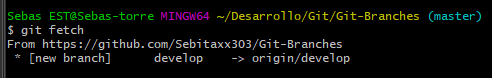 Sebas EST@Sebas-torre MINGW64 ~/Desarrollo/Git/Git-Branches (master)
$ git fetch
From https://github.com/Sebitaxx303/Git-Branches
 * [new branch]      develop    -> origin/develop